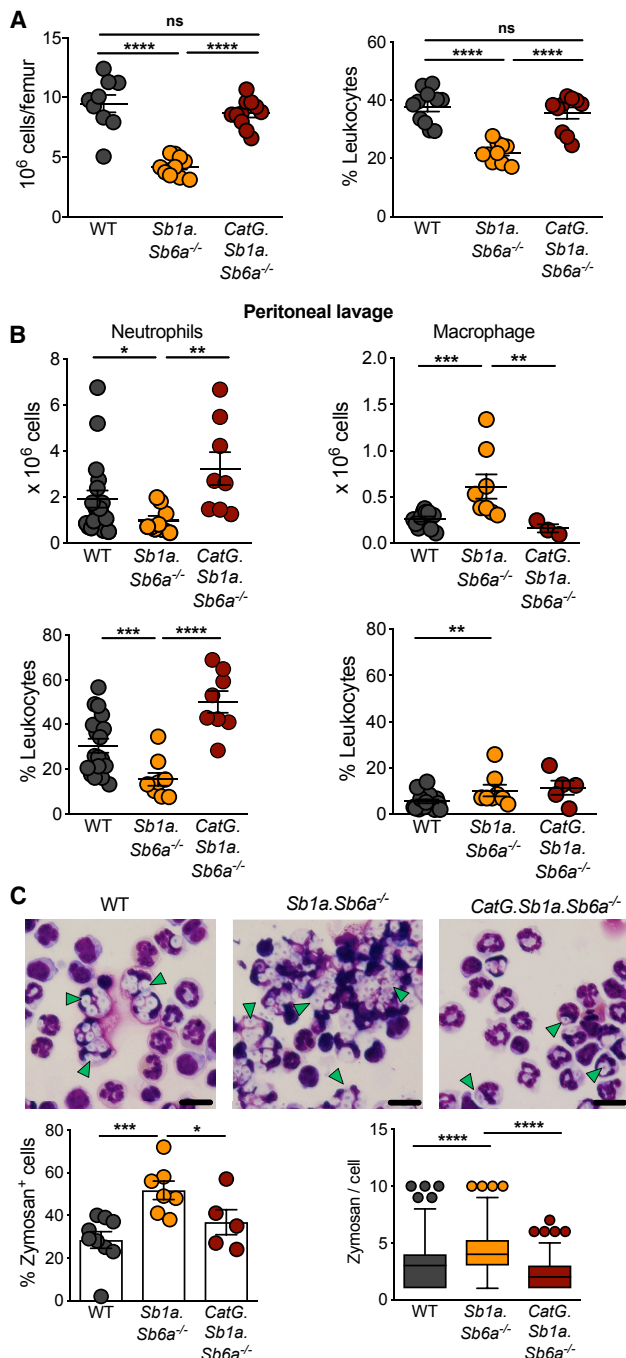 A
ns
**** ****
15
10
5
0
10⁶ cells/femur
WT
Sb1a.
Sb6a⁻/⁻
CatG.
Sb1a.
Sb6a⁻/⁻
ns
**** ****
60
40
20
0
% Leukocytes
WT
Sb1a.
Sb6a⁻/⁻
CatG.
Sb1a.
Sb6a⁻/⁻
Peritoneal lavage
B
Neutrophils
* **
8
6
4
2
0
x 10⁶ cells
WT
Sb1a.
Sb6a⁻/⁻
CatG.
Sb1a.
Sb6a⁻/⁻
Macrophage
*** **
2.0
1.5
1.0
0.5
0.0
x 10⁶ cells
WT
Sb1a.
Sb6a⁻/⁻
CatG.
Sb1a.
Sb6a⁻/⁻
*** ****
80
60
40
20
0
% Leukocytes
WT
Sb1a.
Sb6a⁻/⁻
CatG.
Sb1a.
Sb6a⁻/⁻
**
80
60
40
20
0
% Leukocytes
WT
Sb1a.
Sb6a⁻/⁻
CatG.
Sb1a.
Sb6a⁻/⁻
C
WT
Sb1a.Sb6a⁻/⁻
CatG.Sb1a.Sb6a⁻/⁻
*** *
80
60
40
20
0
% Zymosan⁺ cells
WT
Sb1a.
Sb6a⁻/⁻
CatG.
Sb1a.
Sb6a⁻/⁻
**** ****
15
10
5
0
Zymosan / cell
WT
Sb1a.
Sb6a⁻/⁻
CatG.
Sb1a.
Sb6a⁻/⁻